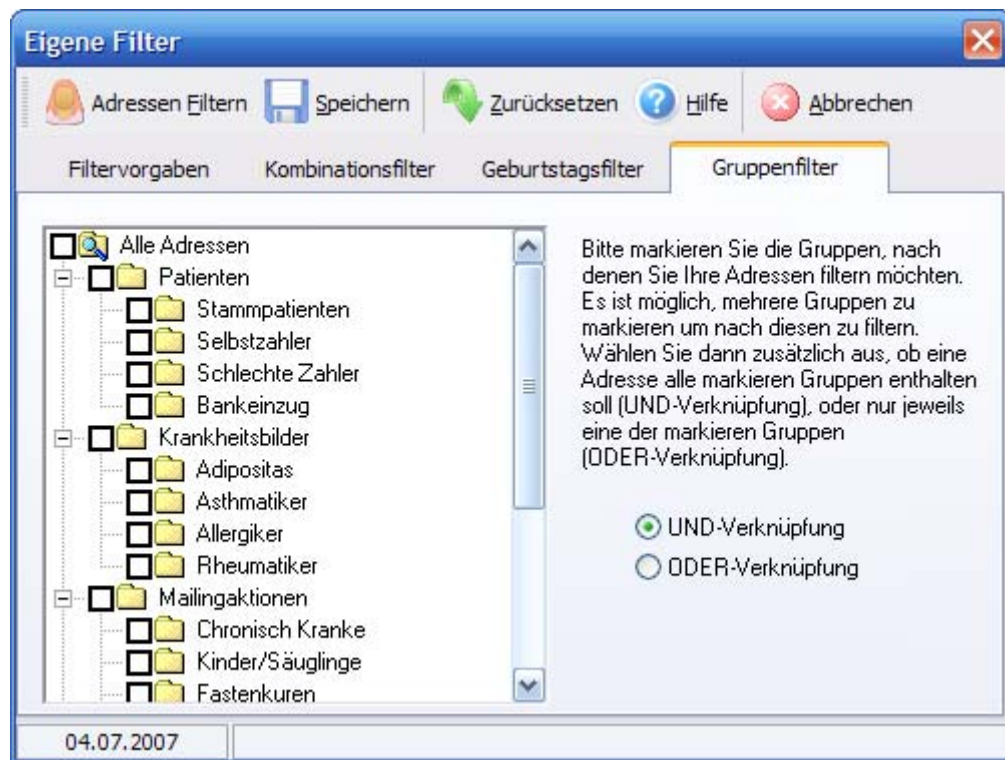 Eigene Filter
Adressen Filtern Speichern Zurücksetzen Hilfe Abbrechen
Filtervorgaben Kombinationsfilter Geburtstagsfilter Gruppenfilter
Alle Adressen
Patienten
Stammpatienten
Selbstzahler
Schlechte Zahler
Bankeinzug
Krankheitsbilder
Adipositas
Asthmatiker
Allergiker
Rheumatiker
Mailingaktionen
Chronisch Kranke
Kinder/Säuglinge
Fastenkuren
Bitte markieren Sie die Gruppen, nach
denen Sie Ihre Adressen filtern möchten.
Es ist möglich, mehrere Gruppen zu
markieren um nach diesen zu filtern.
Wählen Sie dann zusätzlich aus, ob eine
Adresse alle markieren Gruppen enthalten
soll (UND-Verknüpfung), oder nur jeweils
eine der markieren Gruppen
(ODER-Verknüpfung).
UND-Verknüpfung
ODER-Verknüpfung
04.07.2007